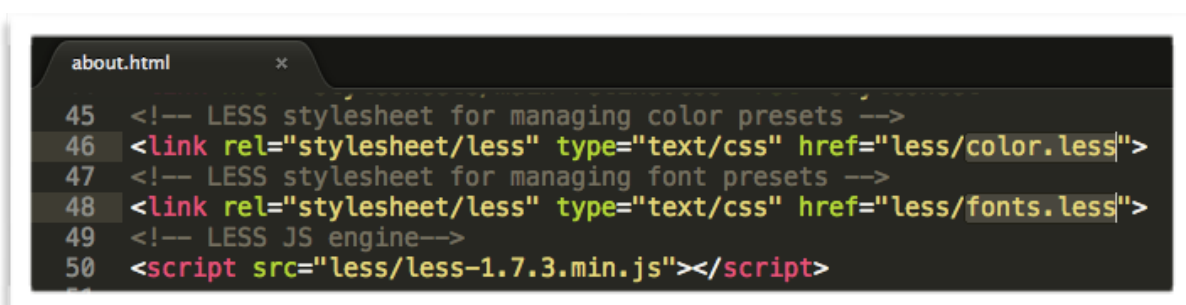 about.html ×
45 <!-- LESS stylesheet for managing color presets -->
46 <link rel="stylesheet/less" type="text/css" href="less/color.less">
47 <!-- LESS stylesheet for managing font presets -->
48 <link rel="stylesheet/less" type="text/css" href="less/fonts.less">
49 <!-- LESS JS engine-->
50 <script src="less/less-1.7.3.min.js"></script>